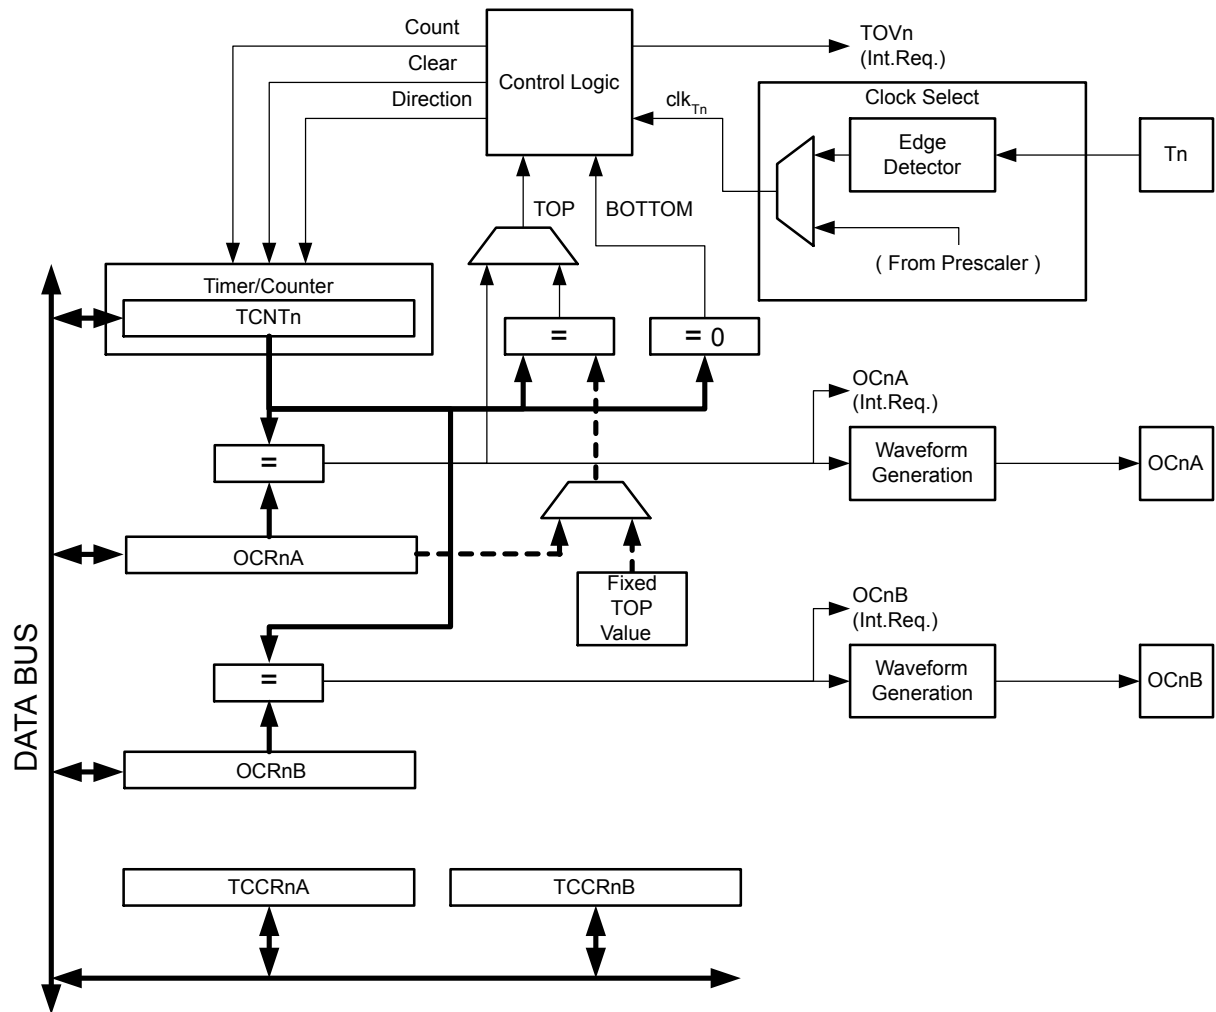 Count
Clear
Direction
Control Logic
TOVn
(Int.Req.)
clkTn
Clock Select
Edge
Detector
Tn
( From Prescaler )
TOP
BOTTOM
Timer/Counter
TCNTn
=
= 0
OCnA
(Int.Req.)
=
Waveform
Generation
OCnA
OCRnA
Fixed
TOP
Value
OCnB
(Int.Req.)
=
Waveform
Generation
OCnB
OCRnB
DATA BUS
TCCRnA
TCCRnB